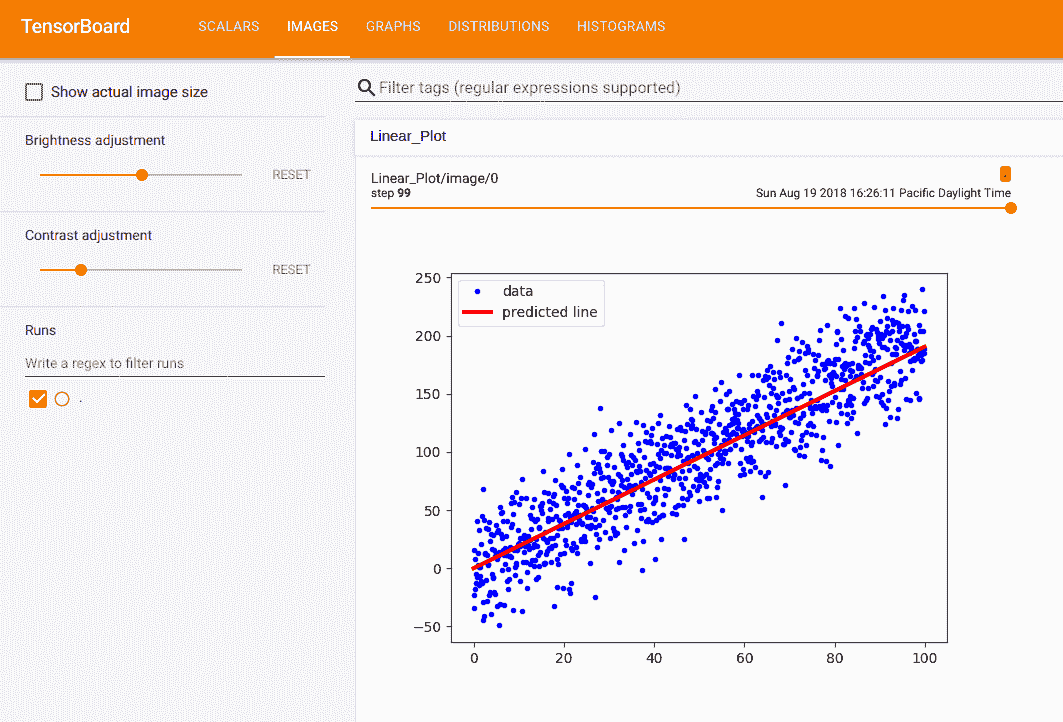 TensorBoard SCALARS IMAGES GRAPHS DISTRIBUTIONS HISTOGRAMS
Show actual image size
Brightness adjustment
RESET
Contrast adjustment
RESET
Runs
Write a regex to filter runs
.
Filter tags (regular expressions supported)
Linear_Plot
Linear_Plot/image/0
.
step 99 Sun Aug 19 2018 16:26:11 Pacific Daylight Time
250
200
150
100
50
0
−50
data
predicted line
0 20 40 60 80 100